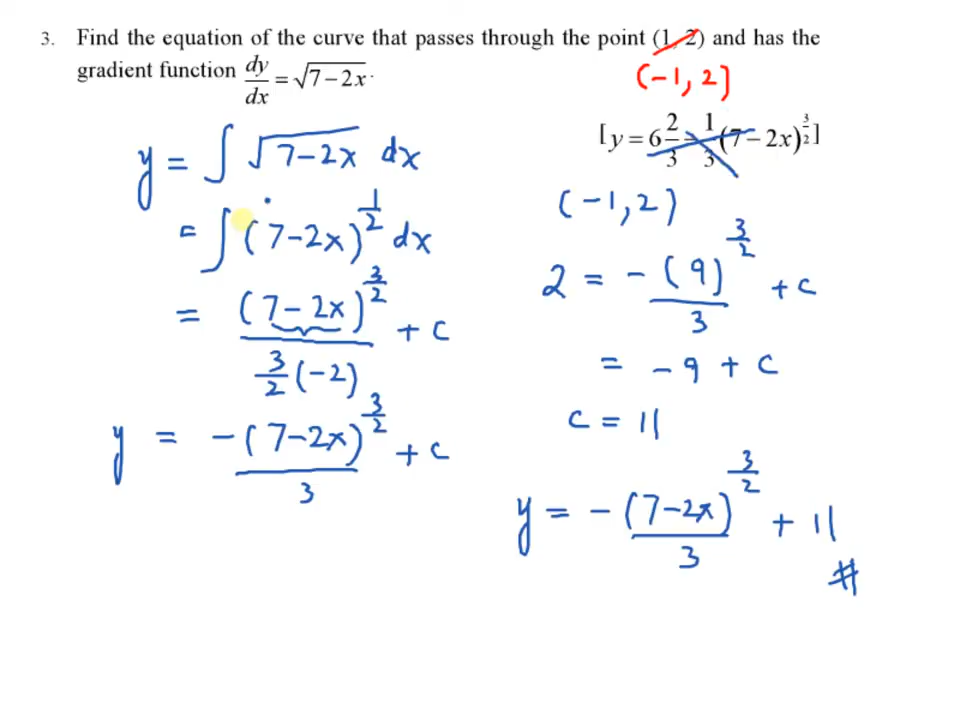 3. Find the equation of the curve that passes through the point (1, 2) and has the
gradient function dy/dx = √(7 − 2x).
(-1, 2)
[ y = 6 2/3 − 1/3 (7 − 2x)^(3/2) ]
y = ∫ √(7-2x) dx
= ∫ (7-2x)^(1/2) dx
= (7-2x)^(3/2) / (3/2 (-2)) + c
y = -(7-2x)^(3/2) / 3 + c
(-1, 2)
2 = -(9)^(3/2) / 3 + c
= -9 + c
c = 11
y = -(7-2x)^(3/2) / 3 + 11
#